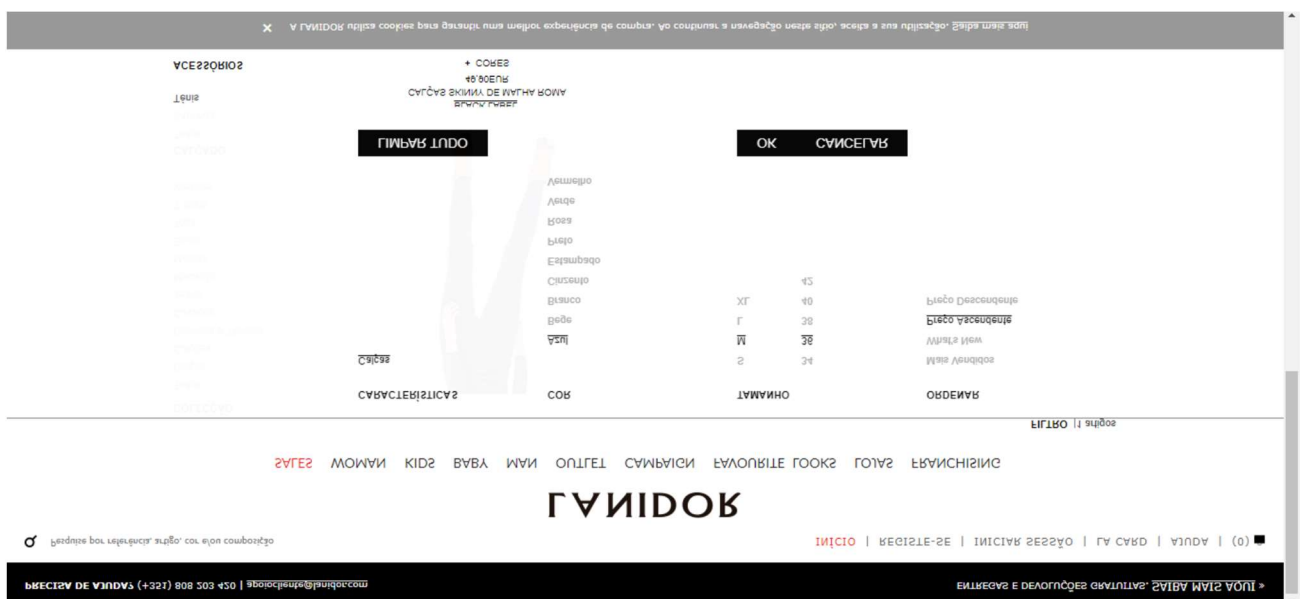 PRECISA DE AJUDA? (+351) 808 203 420 | apoiocliente@lanidor.com
ENTREGAS E DEVOLUÇÕES GRATUITAS. SAIBA MAIS AQUI »
Pesquise por referência, artigo, cor e/ou composição
INÍCIO | REGISTE-SE | INICIAR SESSÃO | LA CARD | AJUDA | (0)
LANIDOR
SALES WOMAN KIDS BABY MAN OUTLET CAMPAIGN FAVOURITE LOOKS LOJAS FRANCHISING
FILTRO |1 artigos
CARACTERÍSTICAS
Calças
COR
Azul
Bege
Branco
Cinzento
Estampado
Preto
Rosa
Verde
Vermelho
TAMANHO
S 34
M 36
L 38
XL 40
42
ORDENAR
Mais Vendidos
What's New
Preço Ascendente
Preço Descendente
LIMPAR TUDO
OK CANCELAR
Ténis
ACESSÓRIOS
BLACK LABEL
CALÇAS SKINNY DE MALHA ROMA
49,90EUR
+ CORES
× A LANIDOR utiliza cookies para garantir uma melhor experiência de compra. Ao continuar a navegação neste sítio, aceita a sua utilização. Saiba mais aqui